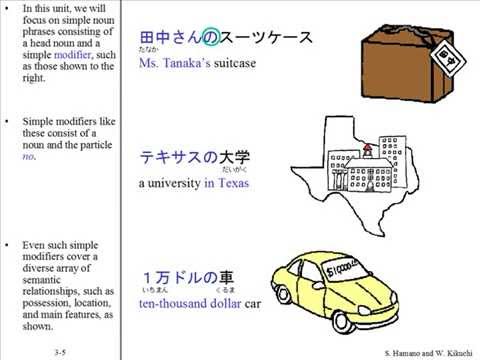 • In this unit, we will
focus on simple noun
phrases consisting of
a head noun and a
simple modifier, such
as those shown to the
right.
田中さんのスーツケース
たなか
Ms. Tanaka's suitcase
• Simple modifiers like
these consist of a
noun and the particle
no.
テキサスの大学
だいがく
a university in Texas
• Even such simple
modifiers cover a
diverse array of
semantic
relationships, such as
possession, location,
and main features, as
shown.
１万ドルの車
いちまん くるま
ten-thousand dollar car
$10,000.00
3-5
S. Hamano and W. Kikuchi